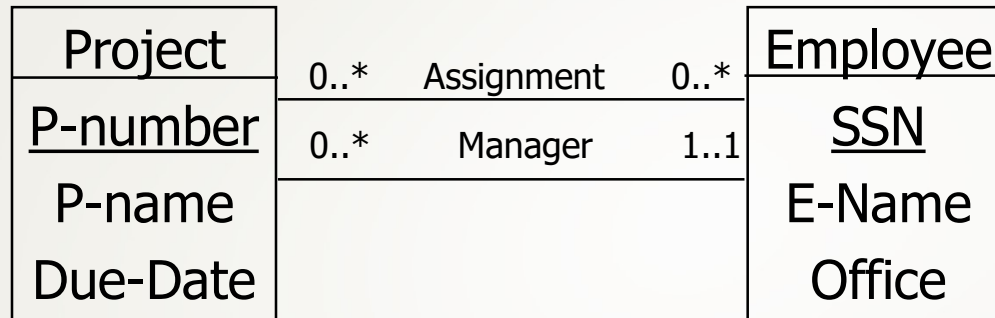 Project
P-number
P-name
Due-Date
0..* Assignment 0..*
0..* Manager 1..1
Employee
SSN
E-Name
Office